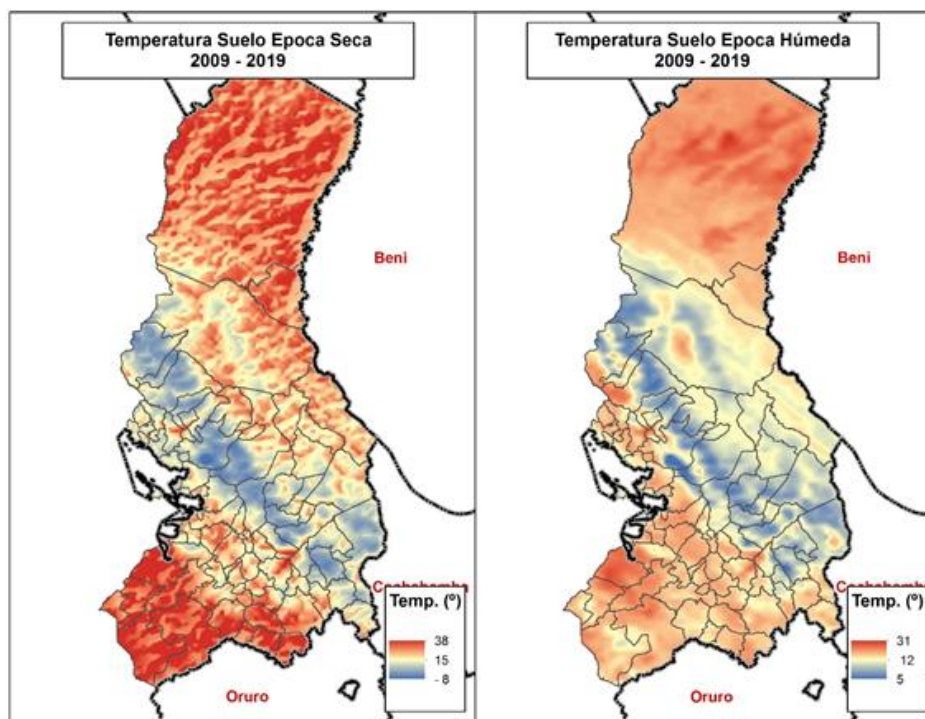 Temperatura Suelo Epoca Seca
2009 - 2019
Beni
Temp. (º)
38
15
- 8
Oruro
Temperatura Suelo Epoca Húmeda
2009 - 2019
Beni
Cochabamba
Temp. (º)
31
12
5
Oruro